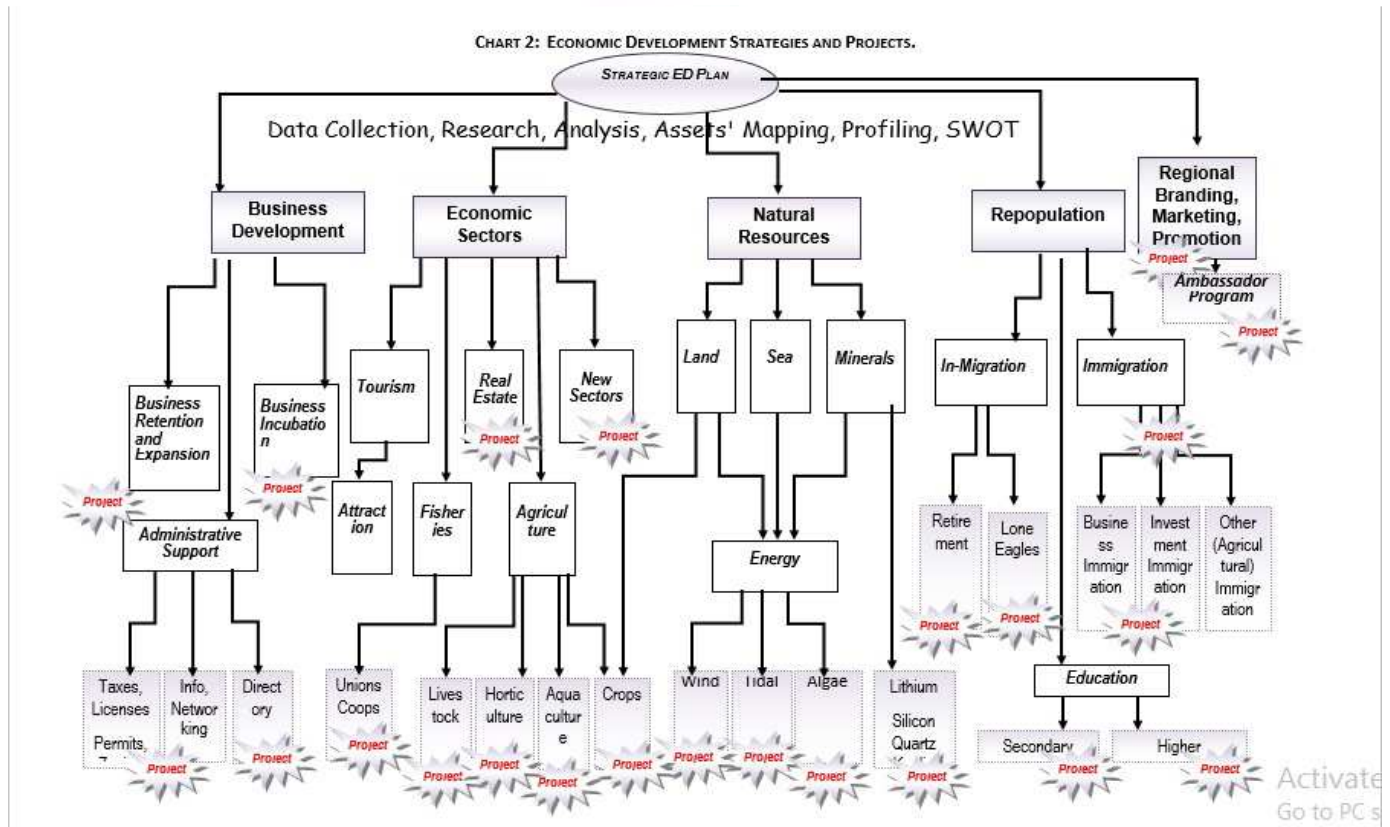 CHART 2: ECONOMIC DEVELOPMENT STRATEGIES AND PROJECTS.
STRATEGIC ED PLAN
Data Collection, Research, Analysis, Assets' Mapping, Profiling, SWOT
Business
Development
Economic
Sectors
Natural
Resources
Repopulation
Regional
Branding,
Marketing,
Promotion
Project
Ambassador
Program
Project
Business
Retention
and
Expansion
Project
Business
Incubatio
n
Project
Tourism
Real
Estate
Project
New
Sectors
Project
Land
Sea
Minerals
In-Migration
Immigration
Project
Administrative
Support
Attract
ion
Fisher
ies
Agricul
ture
Energy
Retire
ment
Project
Lone
Eagles
Project
Busine
ss
Immigr
ation
Invest
ment
Immigr
ation
Project
Other
(Agricul
tural)
Immigr
ation
Taxes,
Licenses
Permits,
Project
Info,
Networ
king
Direct
ory
Project
Unions
Coops
Project
Lives
tock
Project
Hortic
ulture
Project
Aqua
cultur
e
Project
Crops
Project
Wind
Project
Tidal
Project
Algae
Project
Lithium
Silicon
Quartz
Project
Education
Secondary
Project
Higher
Project
Activate
Go to PC s